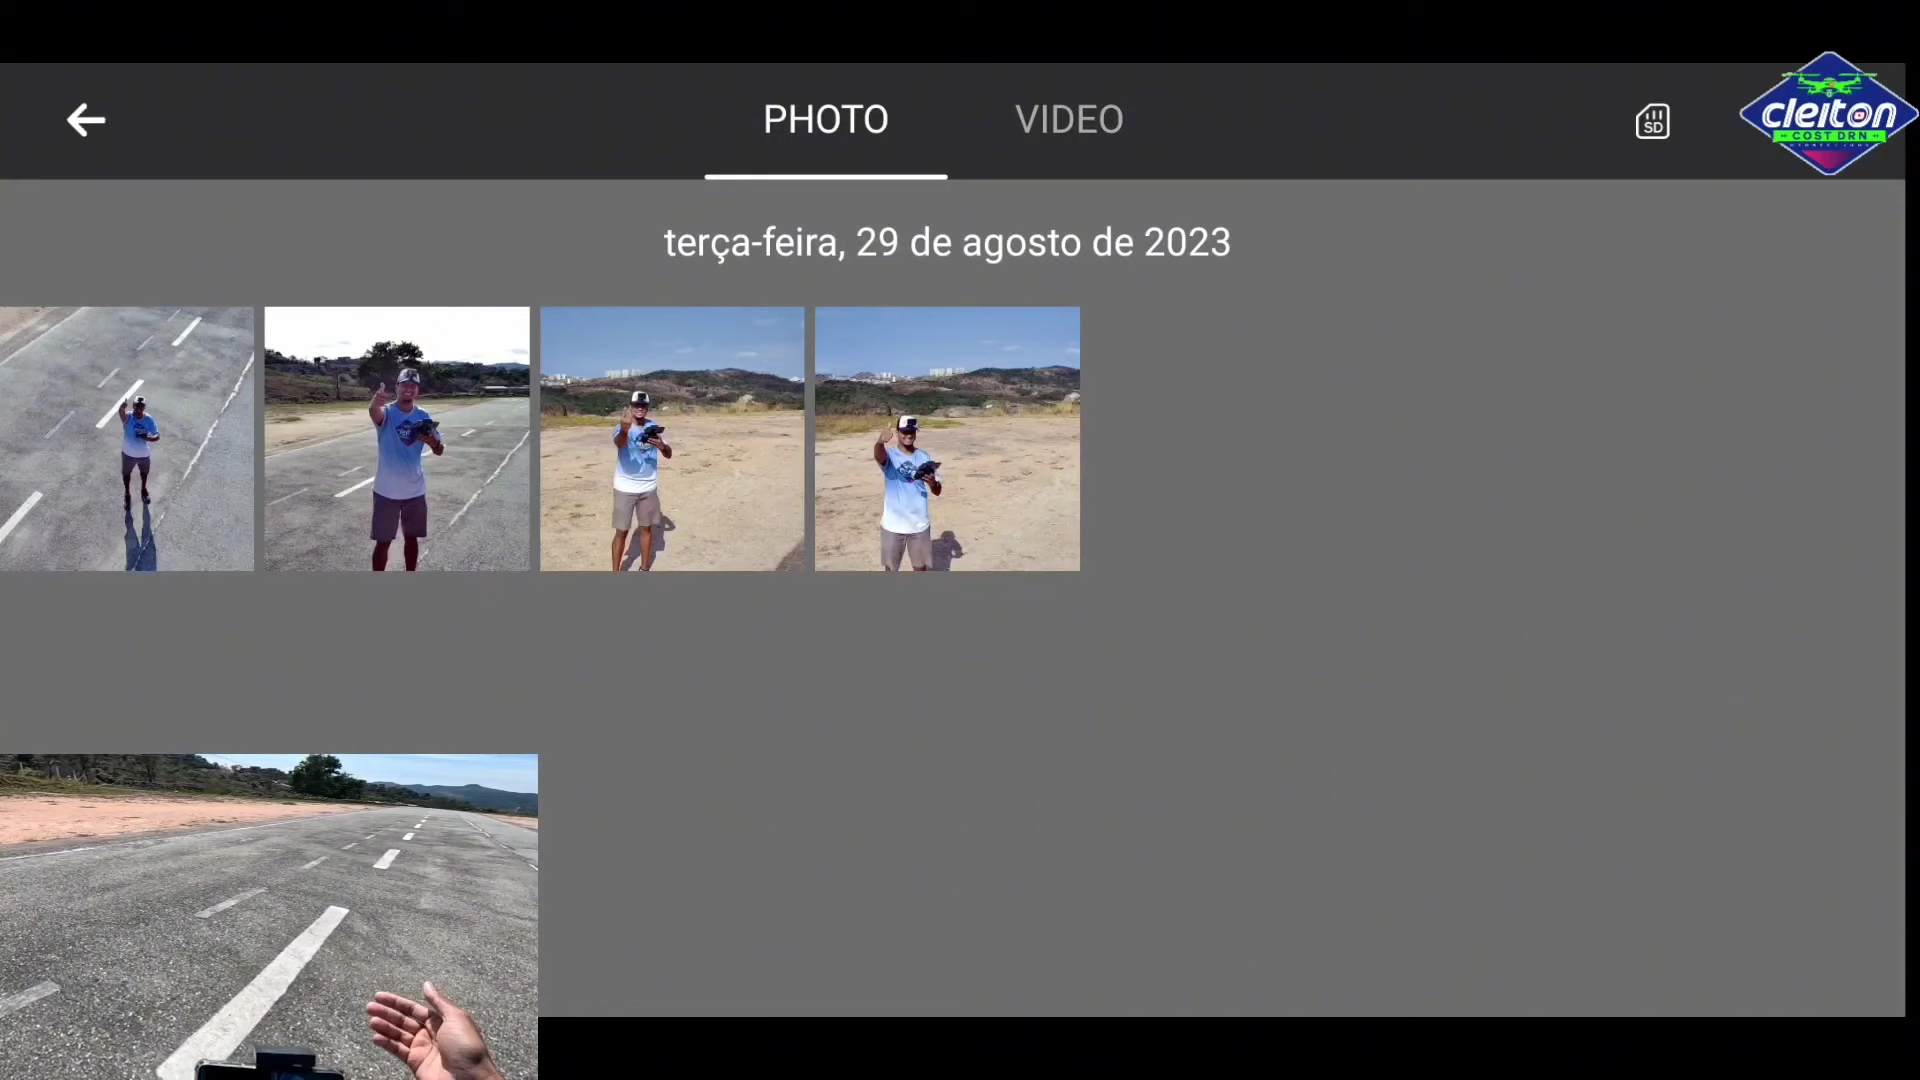 PHOTO
VIDEO
SD
cleiton
COST DRN
terça-feira, 29 de agosto de 2023